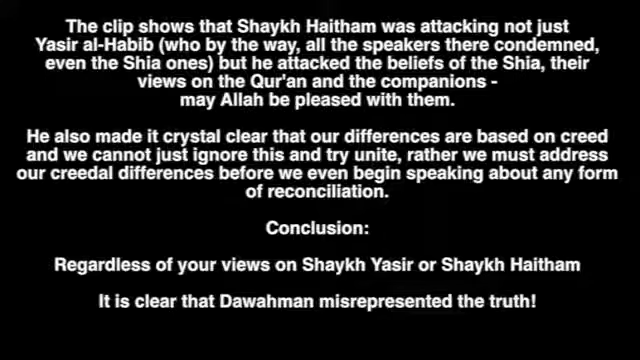 The clip shows that Shaykh Haitham was attacking not just
Yasir al-Habib (who by the way, all the speakers there condemned,
even the Shia ones) but he attacked the beliefs of the Shia, their
views on the Qur'an and the companions -
may Allah be pleased with them.
He also made it crystal clear that our differences are based on creed
and we cannot just ignore this and try unite, rather we must address
our creedal differences before we even begin speaking about any form
of reconciliation.
Conclusion:
Regardless of your views on Shaykh Yasir or Shaykh Haitham
It is clear that Dawahman misrepresented the truth!